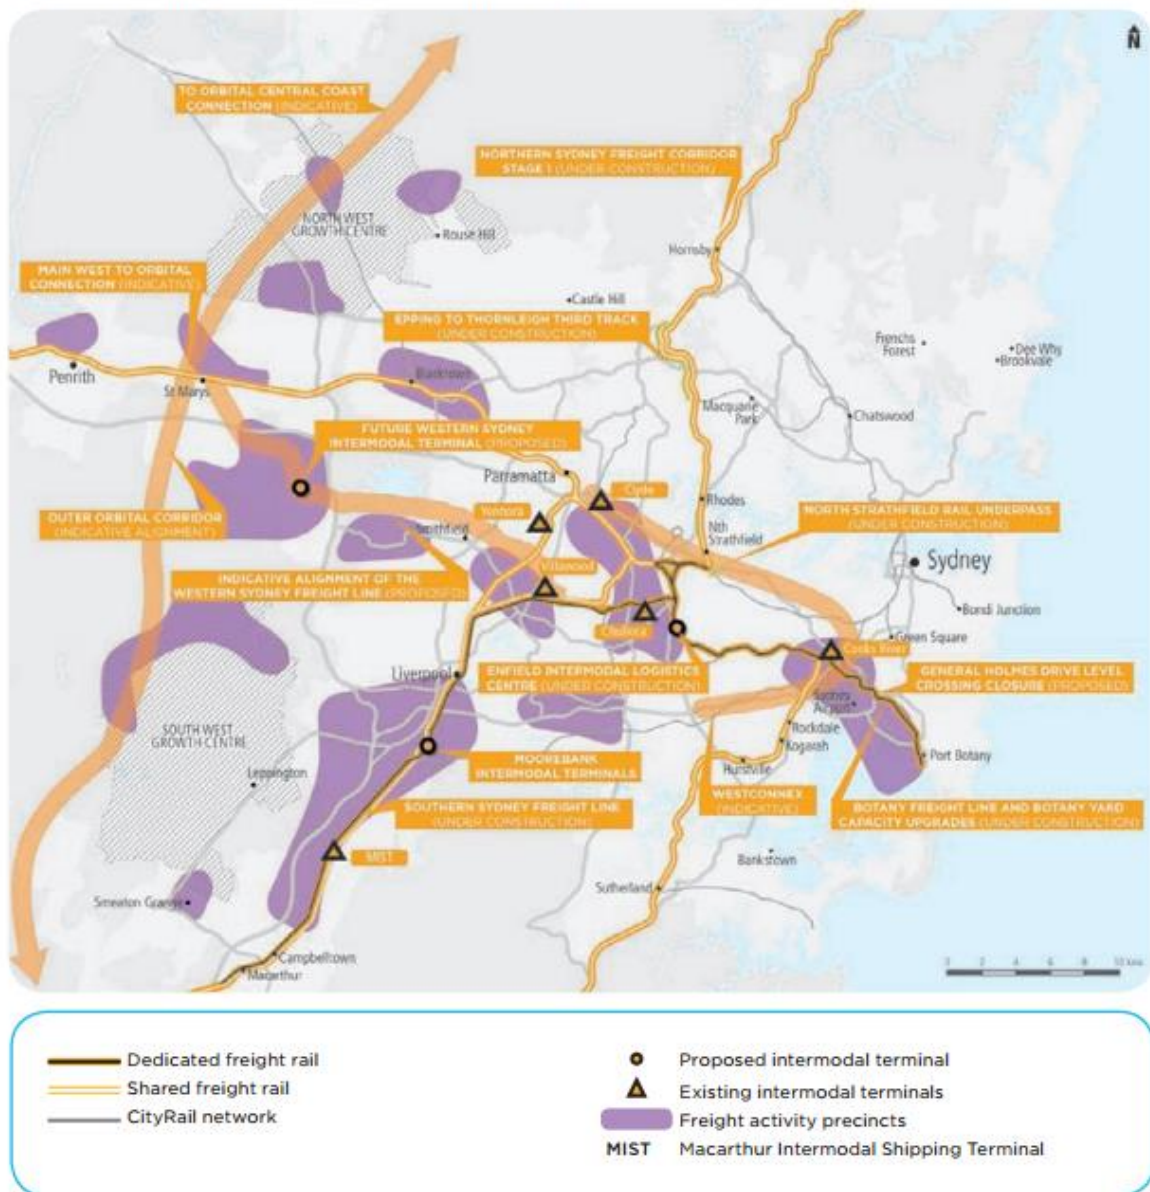 N
TO ORBITAL CENTRAL COAST
CONNECTION (INDICATIVE)
NORTHERN SYDNEY FREIGHT CORRIDOR
STAGE 1 (UNDER CONSTRUCTION)
NORTH WEST
GROWTH CENTRE
Rouse Hill
Hornsby
MAIN WEST TO ORBITAL
CONNECTION (INDICATIVE)
Castle Hill
EPPING TO THORNLEIGH THIRD TRACK
(UNDER CONSTRUCTION)
Frenchs
Forest
Dee Why
Brookvale
Penrith
St Marys
Blacktown
Macquarie
Park
Chatswood
FUTURE WESTERN SYDNEY
INTERMODAL TERMINAL (PROPOSED)
Parramatta
Clyde
Rhodes
OUTER ORBITAL CORRIDOR
(INDICATIVE ALIGNMENT)
Yennora
Smithfield
Nth
Strathfield
NORTH STRATHFIELD RAIL UNDERPASS
(UNDER CONSTRUCTION)
Sydney
INDICATIVE ALIGNMENT OF THE
WESTERN SYDNEY FREIGHT LINE (PROPOSED)
Villawood
Bondi Junction
Chullora
Green Square
Cooks River
Liverpool
ENFIELD INTERMODAL LOGISTICS
CENTRE (UNDER CONSTRUCTION)
GENERAL HOLMES DRIVE LEVEL
CROSSING CLOSURE (PROPOSED)
Sydney
Airport
SOUTH WEST
GROWTH CENTRE
Rockdale
Kogarah
Leppington
MOOREBANK
INTERMODAL TERMINALS
Hurstville
Port Botany
SOUTHERN SYDNEY FREIGHT LINE
(UNDER CONSTRUCTION)
WESTCONNEX
(INDICATIVE)
BOTANY FREIGHT LINE AND BOTANY YARD
CAPACITY UPGRADES (UNDER CONSTRUCTION)
MIST
Bankstown
Sutherland
Smeaton Grange
Campbelltown
Macarthur
0 2 4 6 8 10 kms
Dedicated freight rail
Shared freight rail
CityRail network
Proposed intermodal terminal
Existing intermodal terminals
Freight activity precincts
MIST Macarthur Intermodal Shipping Terminal